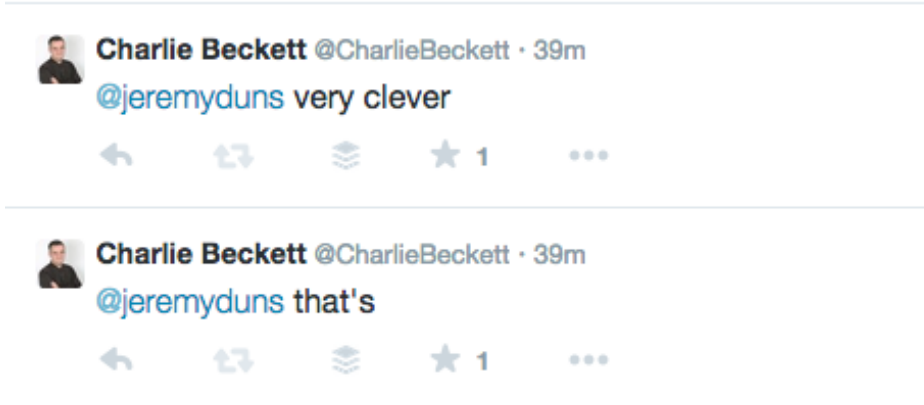 Charlie Beckett @CharlieBeckett · 39m
@jeremyduns very clever
1
Charlie Beckett @CharlieBeckett · 39m
@jeremyduns that's
1